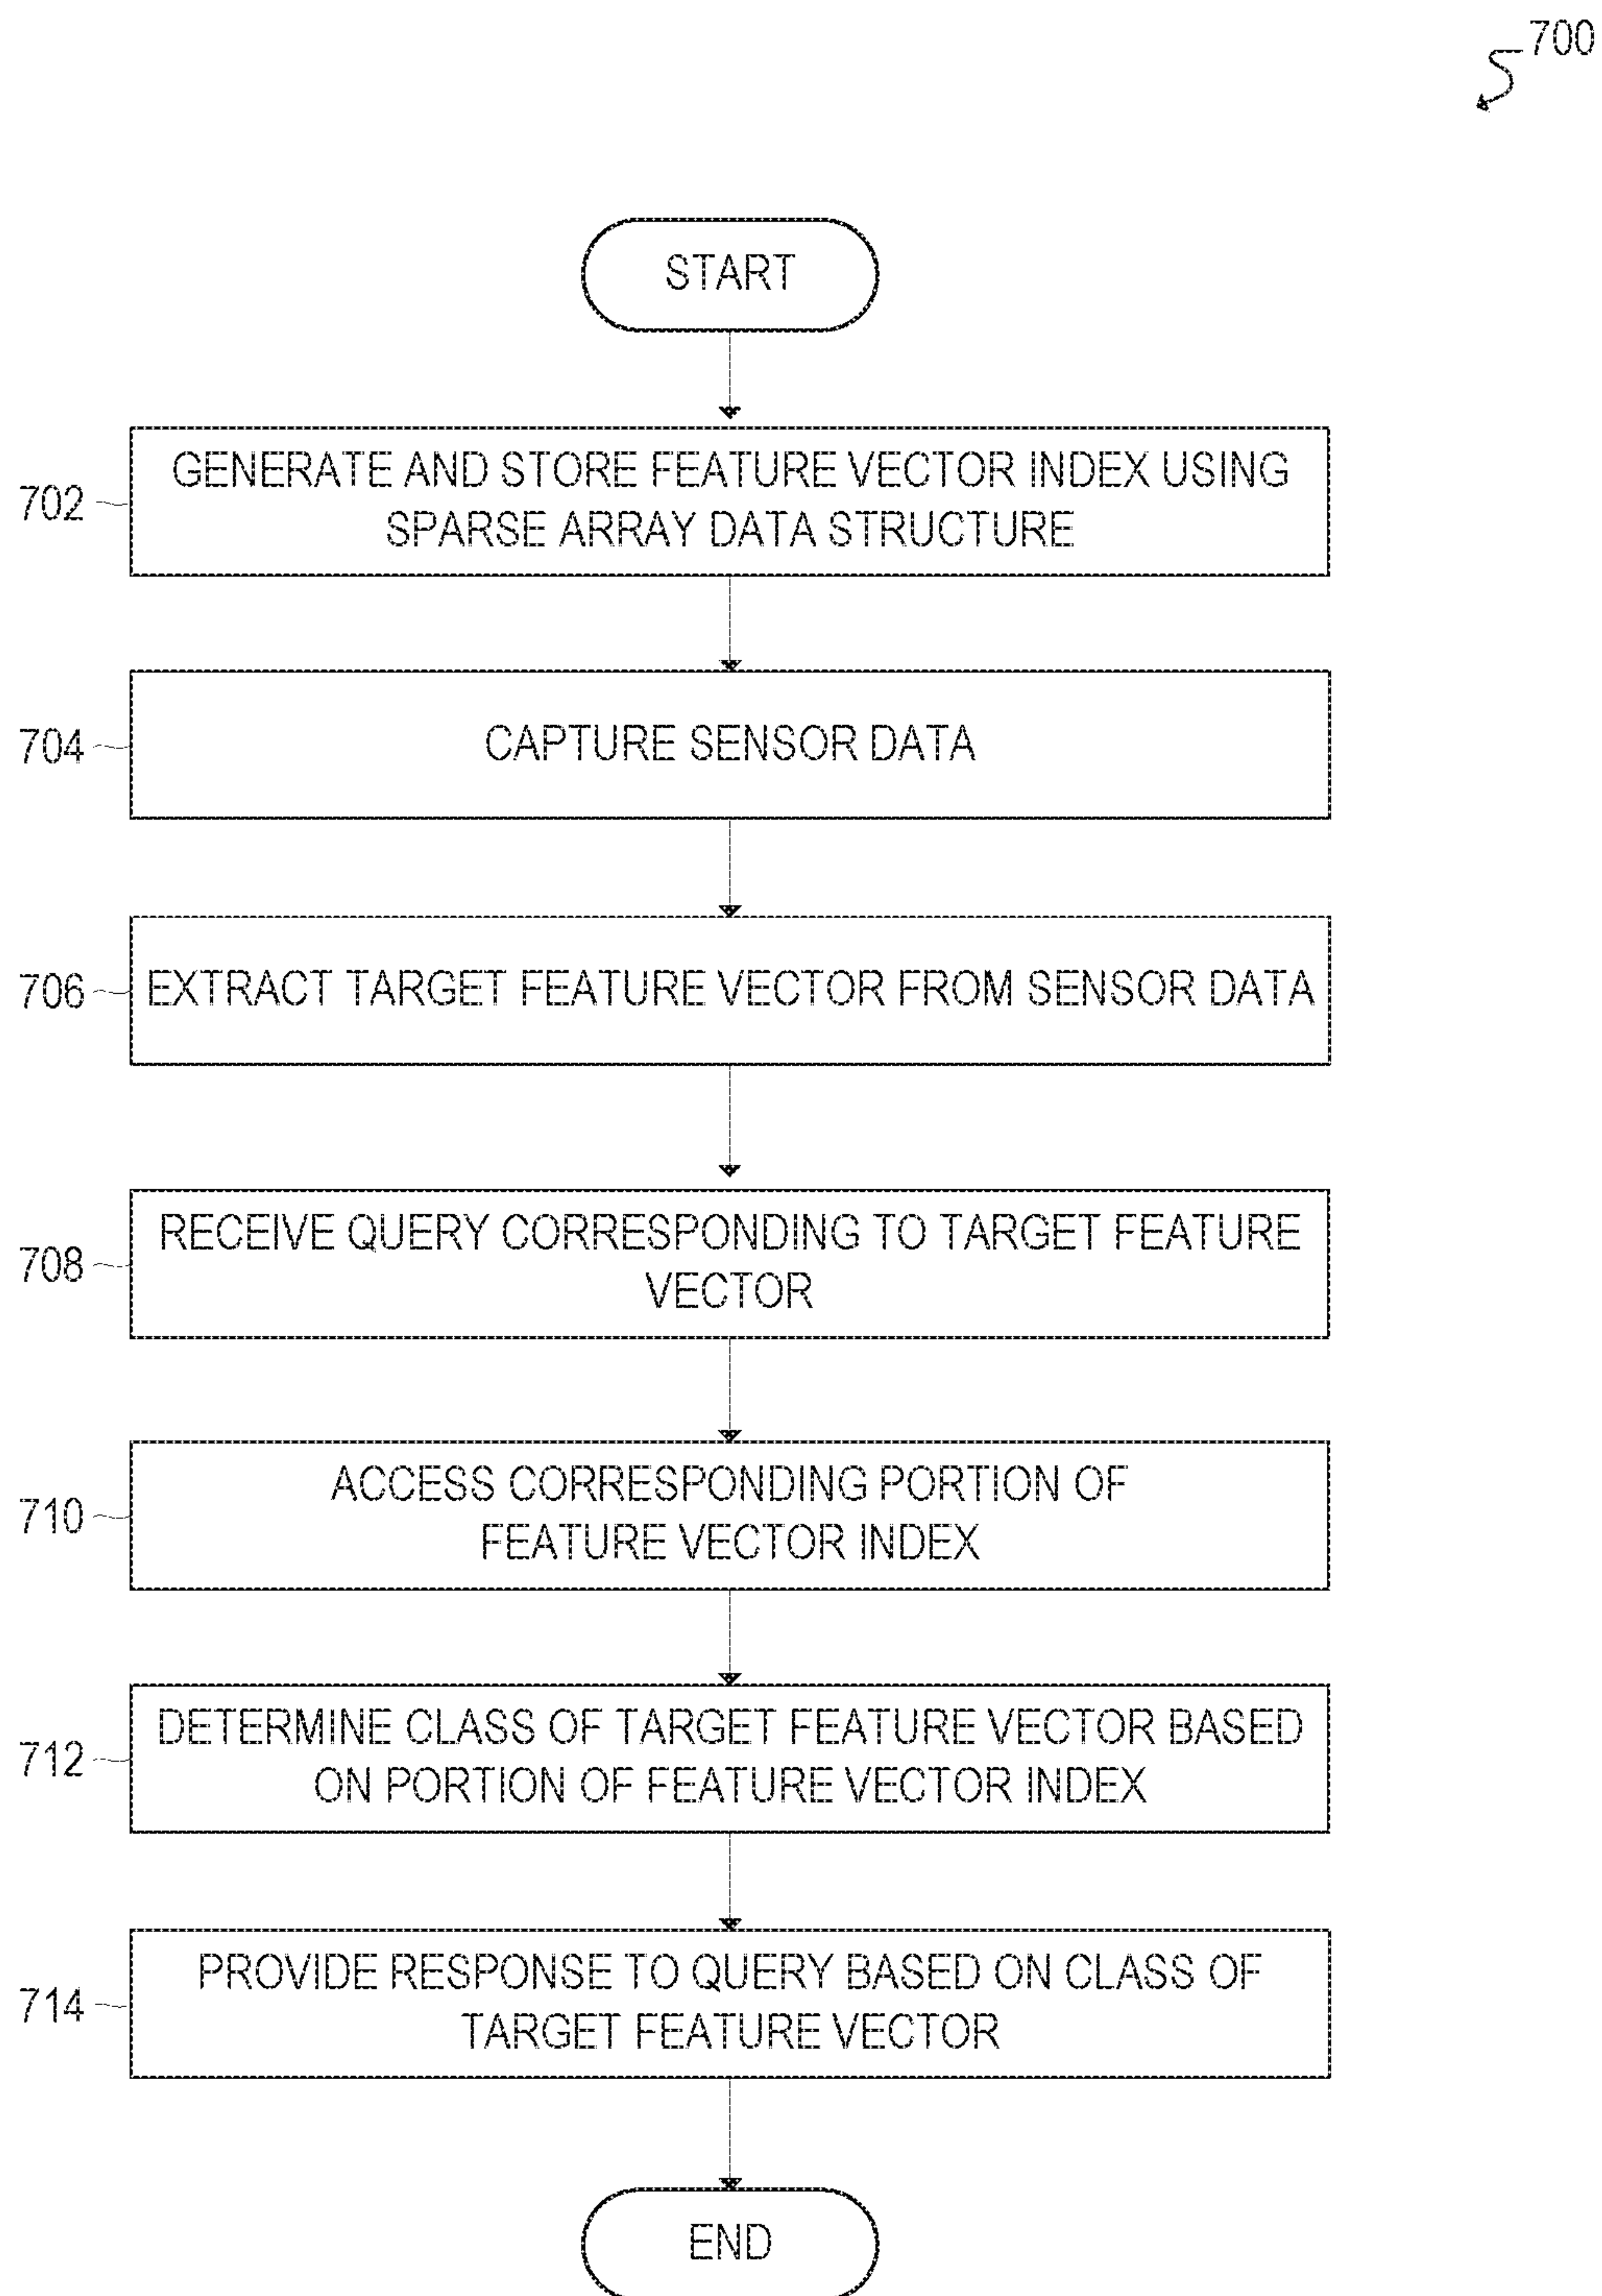 700
START
702
GENERATE AND STORE FEATURE VECTOR INDEX USING
SPARSE ARRAY DATA STRUCTURE
704
CAPTURE SENSOR DATA
706
EXTRACT TARGET FEATURE VECTOR FROM SENSOR DATA
708
RECEIVE QUERY CORRESPONDING TO TARGET FEATURE
VECTOR
710
ACCESS CORRESPONDING PORTION OF
FEATURE VECTOR INDEX
712
DETERMINE CLASS OF TARGET FEATURE VECTOR BASED
ON PORTION OF FEATURE VECTOR INDEX
714
PROVIDE RESPONSE TO QUERY BASED ON CLASS OF
TARGET FEATURE VECTOR
END